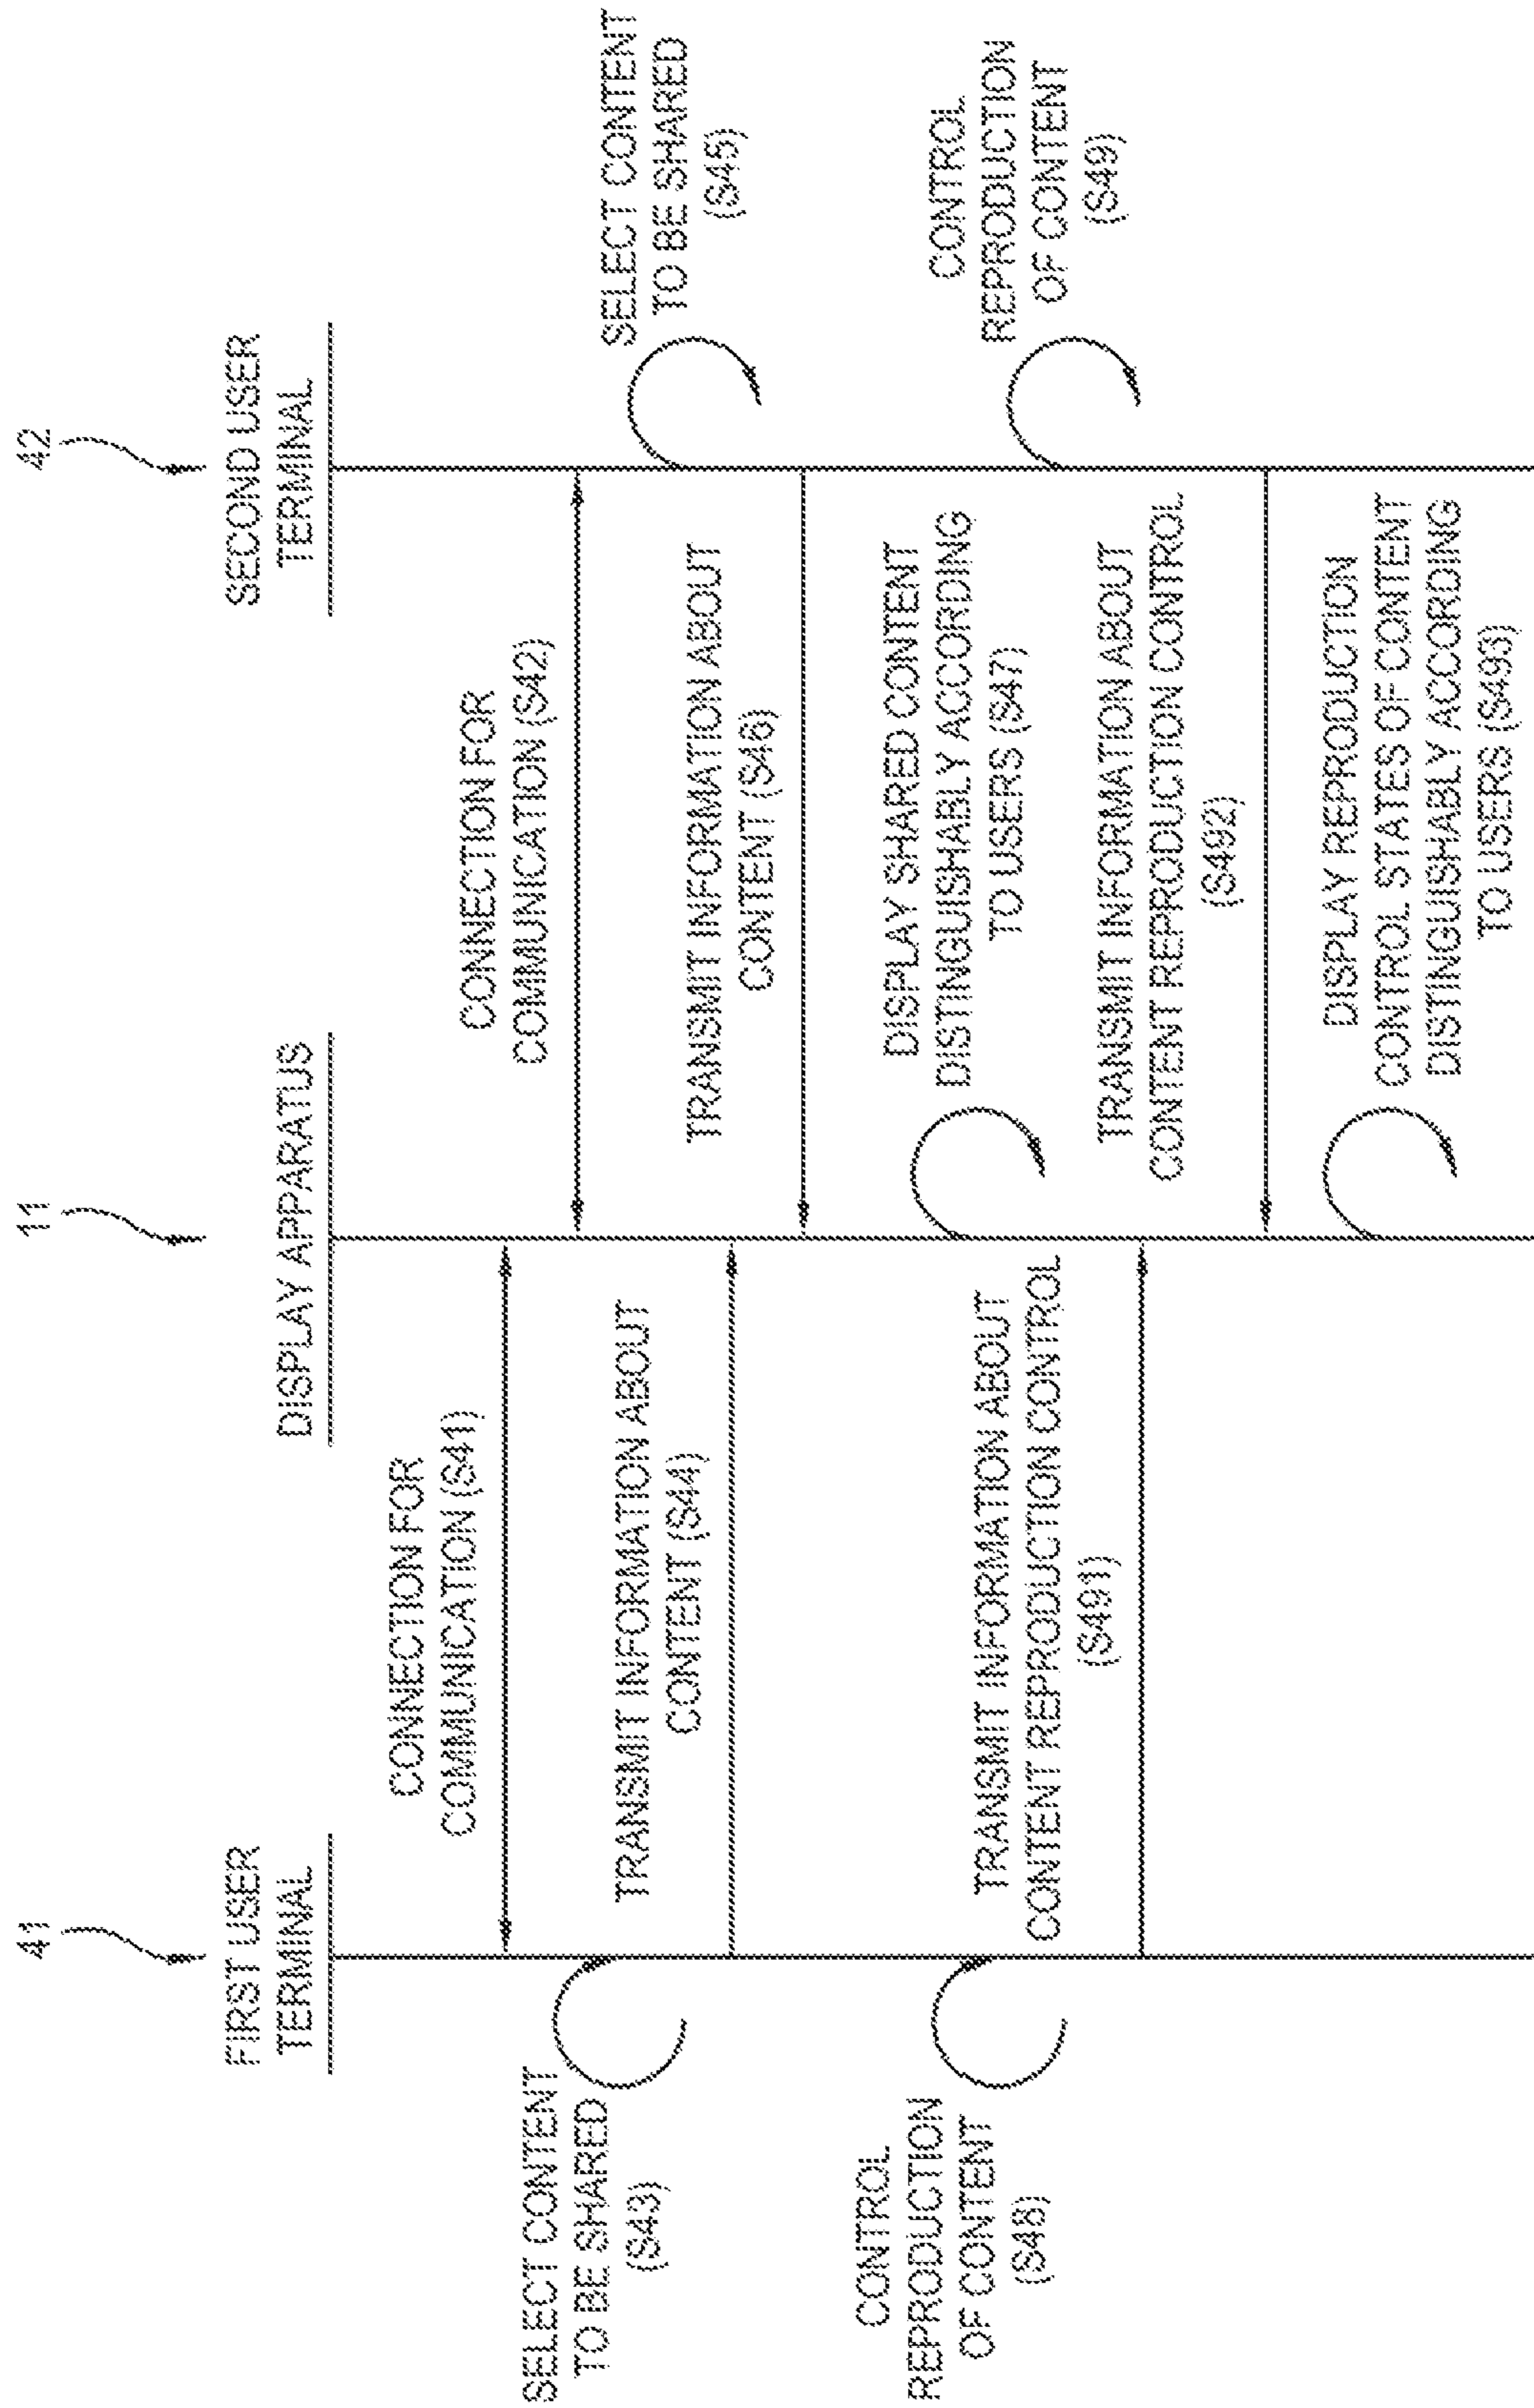 41
FIRST USER
TERMINAL
11
DISPLAY APPARATUS
42
SECOND USER
TERMINAL
CONNECTION FOR
COMMUNICATION (S41)
CONNECTION FOR
COMMUNICATION (S42)
SELECT CONTENT
TO BE SHARED
(S43)
TRANSMIT INFORMATION ABOUT
CONTENT (S44)
SELECT CONTENT
TO BE SHARED
(S45)
TRANSMIT INFORMATION ABOUT
CONTENT (S46)
DISPLAY SHARED CONTENT
DISTINGUISHABLY ACCORDING
TO USERS (S47)
CONTROL
REPRODUCTION
OF CONTENT
(S48)
CONTROL
REPRODUCTION
OF CONTENT
(S49)
TRANSMIT INFORMATION ABOUT
CONTENT REPRODUCTION CONTROL
(S491)
TRANSMIT INFORMATION ABOUT
CONTENT REPRODUCTION CONTROL
(S492)
DISPLAY REPRODUCTION
CONTROL STATES OF CONTENT
DISTINGUISHABLY ACCORDING
TO USERS (S493)